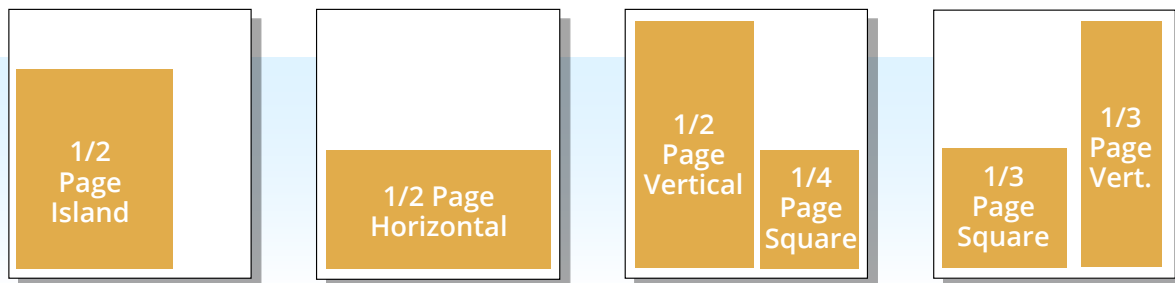 1/2
Page
Island
1/2 Page
Horizontal
1/2
Page
Vertical
1/4
Page
Square
1/3
Page
Square
1/3
Page
Vert.